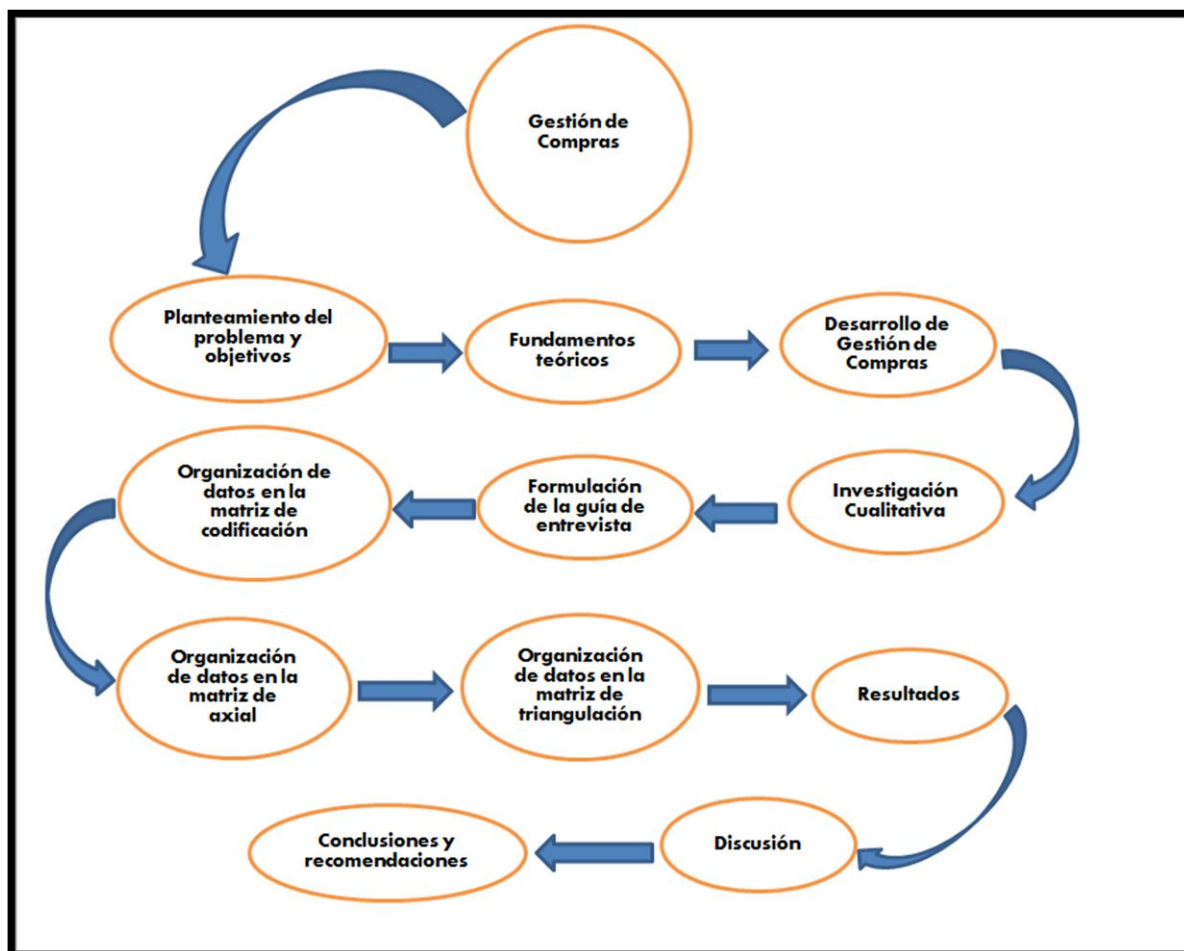 Gestión de
Compras
Planteamiento del
problema y
objetivos
Fundamentos
teóricos
Desarrollo de
Gestión de
Compras
Investigación
Cualitativa
Formulación
de la guía de
entrevista
Organización de
datos en la
matriz de
codificación
Organización
de datos en la
matriz de
axial
Organización
de datos en la
matriz de
triangulación
Resultados
Discusión
Conclusiones y
recomendaciones